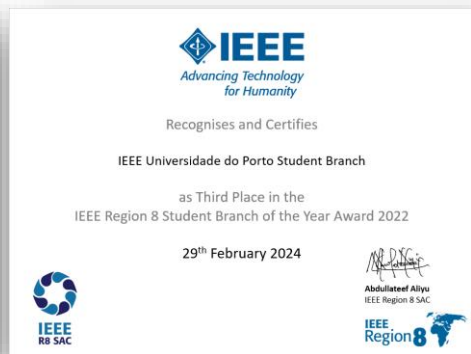 IEEE
Advancing Technology
for Humanity
Recognises and Certifies
IEEE Universidade do Porto Student Branch
as Third Place in the
IEEE Region 8 Student Branch of the Year Award 2022
29th February 2024
Abdullateef Aliyu
IEEE Region 8 SAC
IEEE
R8 SAC
IEEE
Region 8